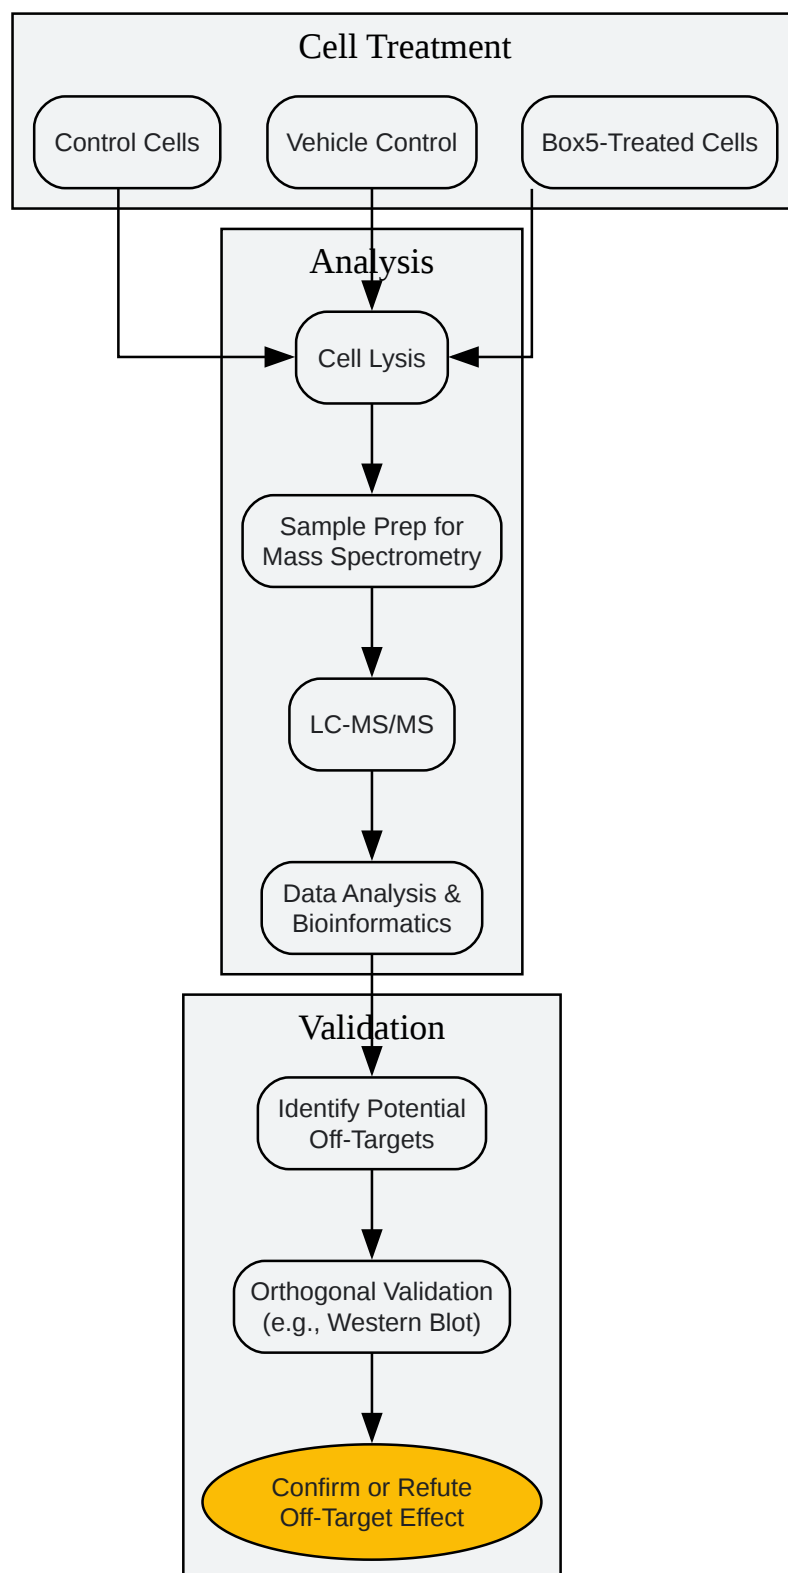 Cell Treatment
Control Cells
Vehicle Control
Box5-Treated Cells
Analysis
Cell Lysis
Sample Prep for
Mass Spectrometry
LC-MS/MS
Data Analysis &
Bioinformatics
Validation
Identify Potential
Off-Targets
Orthogonal Validation
(e.g., Western Blot)
Confirm or Refute
Off-Target Effect